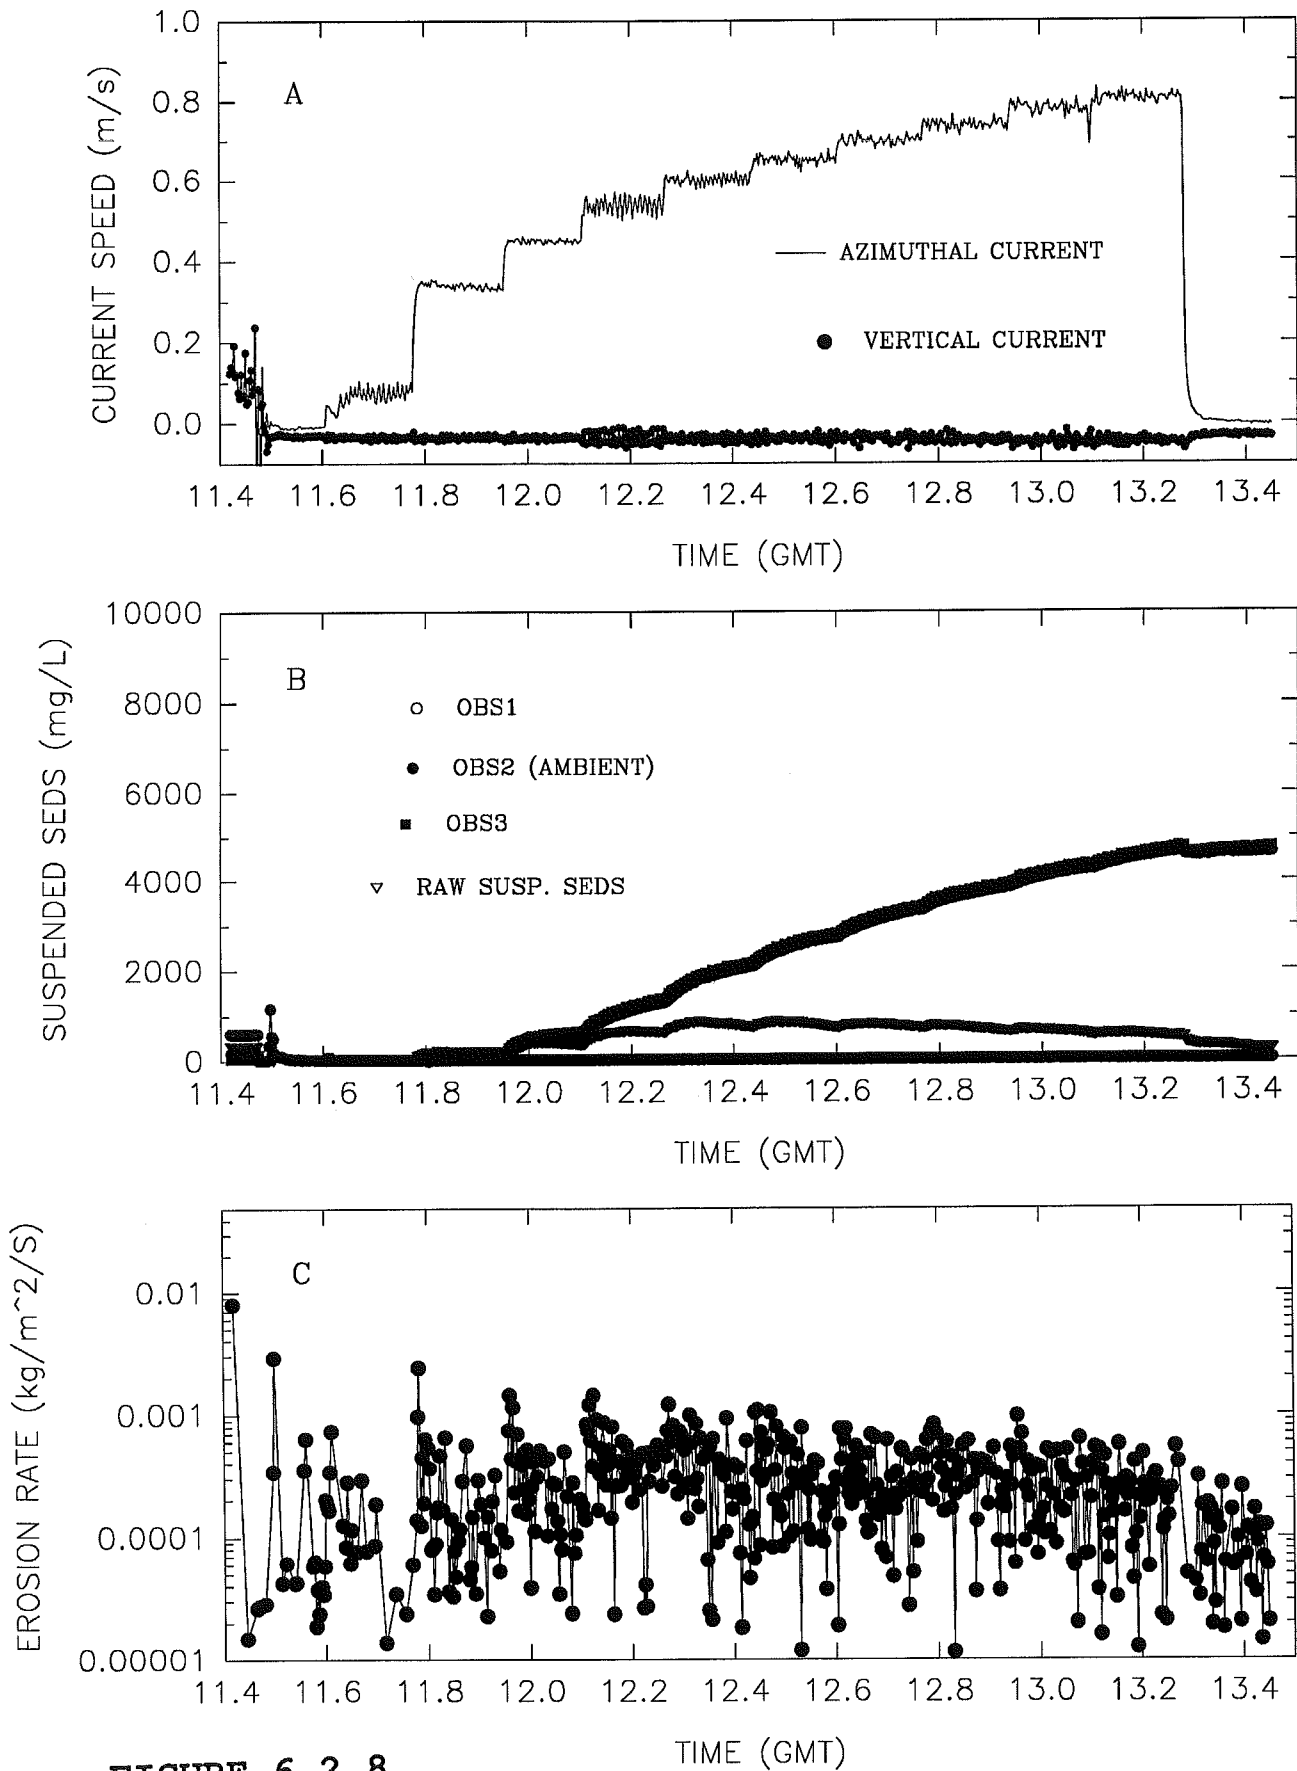 1.0
A
0.8
0.6
0.4
0.2
0.0
CURRENT SPEED (m/s)
AZIMUTHAL CURRENT
VERTICAL CURRENT
11.4 11.6 11.8 12.0 12.2 12.4 12.6 12.8 13.0 13.2 13.4
TIME (GMT)
10000
B
8000
6000
4000
2000
0
SUSPENDED SEDS (mg/L)
OBS1
OBS2 (AMBIENT)
OBS3
RAW SUSP. SEDS
11.4 11.6 11.8 12.0 12.2 12.4 12.6 12.8 13.0 13.2 13.4
TIME (GMT)
C
0.01
0.001
0.0001
0.00001
EROSION RATE (kg/m^2/S)
11.4 11.6 11.8 12.0 12.2 12.4 12.6 12.8 13.0 13.2 13.4
TIME (GMT)
FIGURE 6.2.8